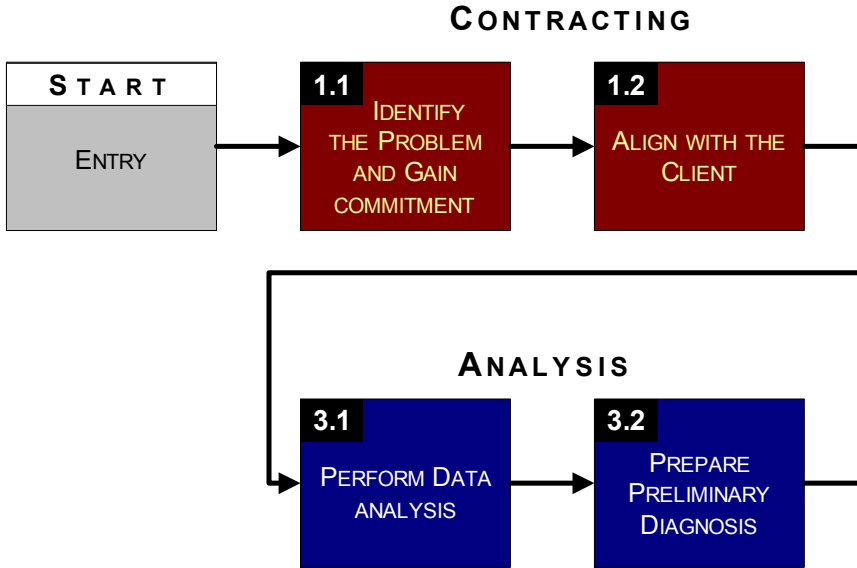 CONTRACTING
START
ENTRY
1.1
IDENTIFY
THE PROBLEM
AND GAIN
COMMITMENT
1.2
ALIGN WITH THE
CLIENT
ANALYSIS
3.1
PERFORM DATA
ANALYSIS
3.2
PREPARE
PRELIMINARY
DIAGNOSIS